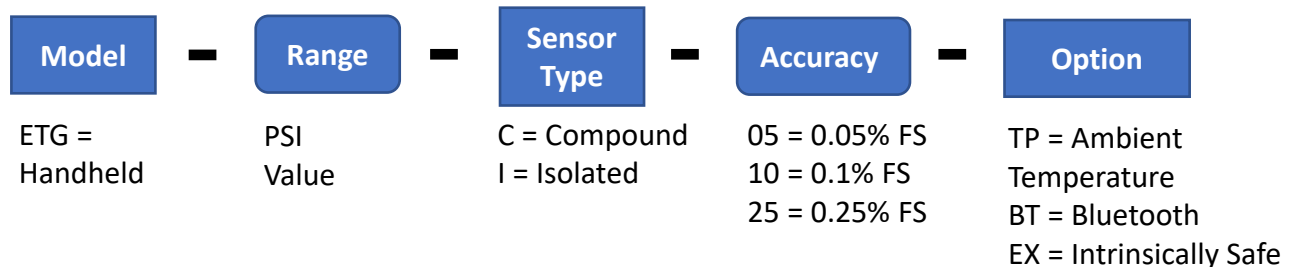 Model - Range - Sensor Type - Accuracy - Option
ETG =
Handheld
PSI
Value
C = Compound
I = Isolated
05 = 0.05% FS
10 = 0.1% FS
25 = 0.25% FS
TP = Ambient
Temperature
BT = Bluetooth
EX = Intrinsically Safe